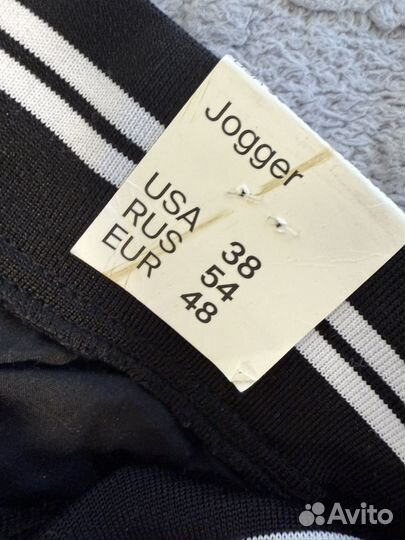 Jogger
USA 38
RUS 54
EUR 48
Avito